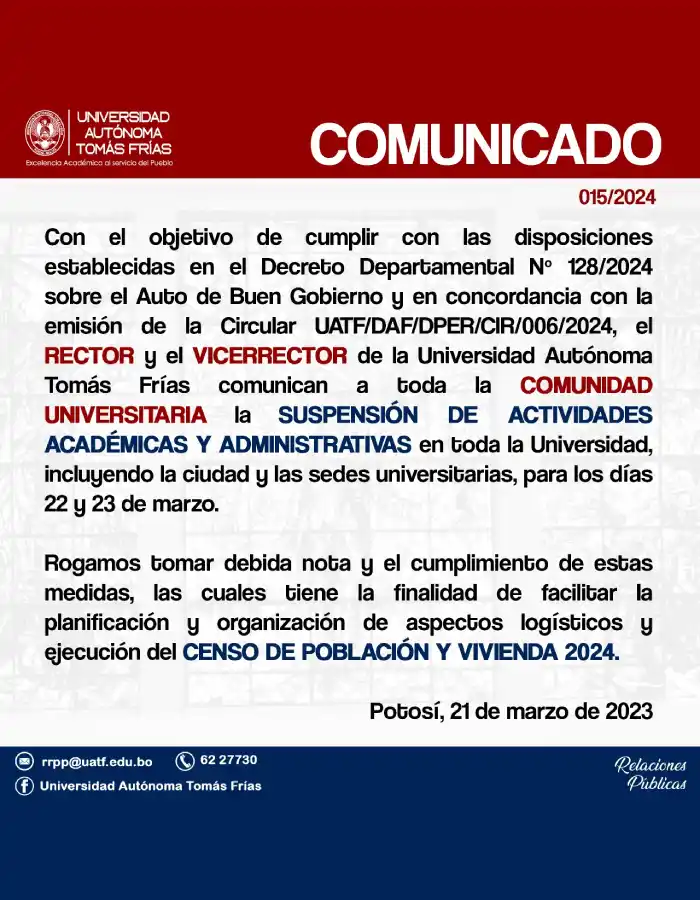 UNIVERSIDAD
AUTÓNOMA
TOMÁS FRÍAS
Excelencia Académica al servicio del Pueblo
COMUNICADO
015/2024
Con el objetivo de cumplir con las disposiciones
establecidas en el Decreto Departamental Nº 128/2024
sobre el Auto de Buen Gobierno y en concordancia con la
emisión de la Circular UATF/DAF/DPER/CIR/006/2024, el
RECTOR y el VICERRECTOR de la Universidad Autónoma
Tomás Frías comunican a toda la COMUNIDAD
UNIVERSITARIA la SUSPENSIÓN DE ACTIVIDADES
ACADÉMICAS Y ADMINISTRATIVAS en toda la Universidad,
incluyendo la ciudad y las sedes universitarias, para los días
22 y 23 de marzo.
Rogamos tomar debida nota y el cumplimiento de estas
medidas, las cuales tiene la finalidad de facilitar la
planificación y organización de aspectos logísticos y
ejecución del CENSO DE POBLACIÓN Y VIVIENDA 2024.
Potosí, 21 de marzo de 2023
rrpp@uatf.edu.bo 62 27730
Universidad Autónoma Tomás Frías
Relaciones
Públicas